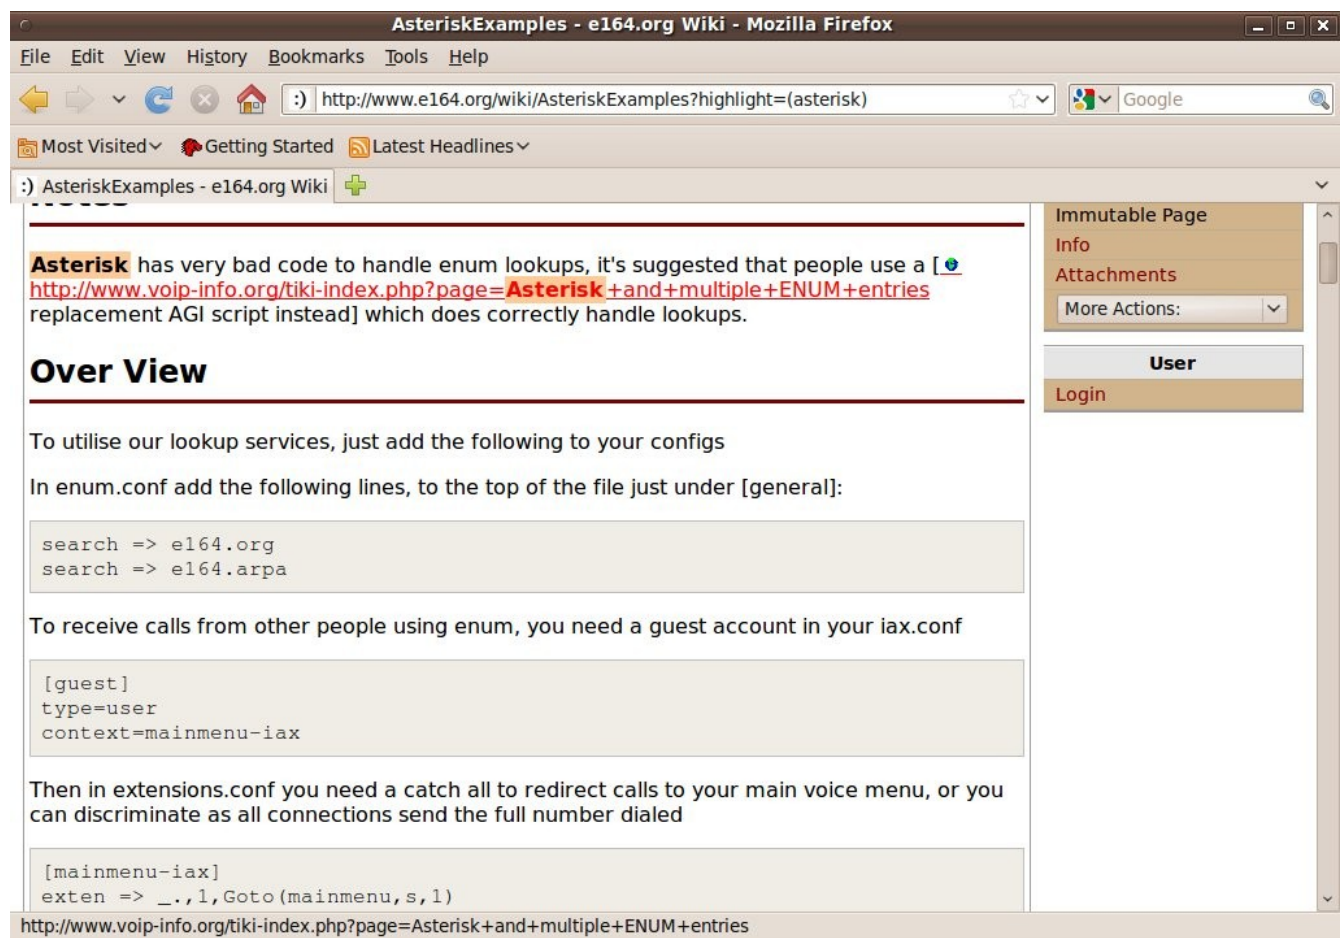 AsteriskExamples - e164.org Wiki - Mozilla Firefox
File Edit View History Bookmarks Tools Help
:) http://www.e164.org/wiki/AsteriskExamples?highlight=(asterisk)
Google
Most Visited Getting Started Latest Headlines
:) AsteriskExamples - e164.org Wiki
Notes
Asterisk has very bad code to handle enum lookups, it's suggested that people use a [
http://www.voip-info.org/tiki-index.php?page=Asterisk+and+multiple+ENUM+entries
replacement AGI script instead] which does correctly handle lookups.
Over View
To utilise our lookup services, just add the following to your configs
In enum.conf add the following lines, to the top of the file just under [general]:
search => e164.org
search => e164.arpa
To receive calls from other people using enum, you need a guest account in your iax.conf
[guest]
type=user
context=mainmenu-iax
Then in extensions.conf you need a catch all to redirect calls to your main voice menu, or you
can discriminate as all connections send the full number dialed
[mainmenu-iax]
exten => _.,1,Goto(mainmenu,s,1)
Immutable Page
Info
Attachments
More Actions:
User
Login
http://www.voip-info.org/tiki-index.php?page=Asterisk+and+multiple+ENUM+entries